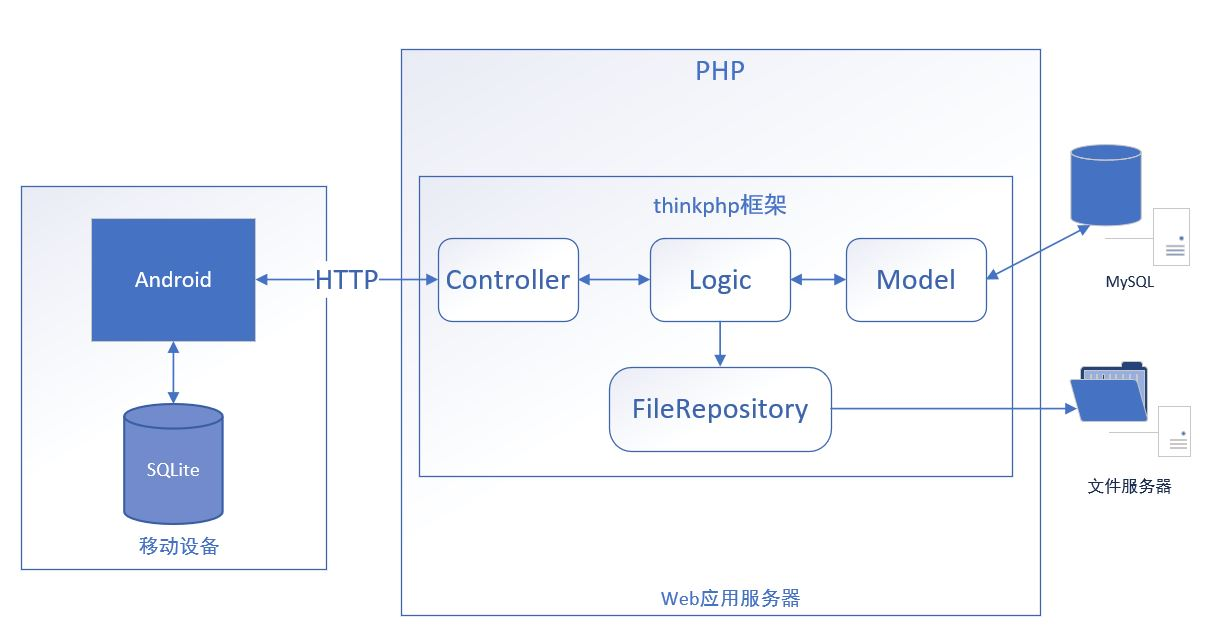 PHP
thinkphp框架
Android
HTTP
Controller
Logic
Model
MySQL
FileRepository
SQLite
文件服务器
移动设备
Web应用服务器